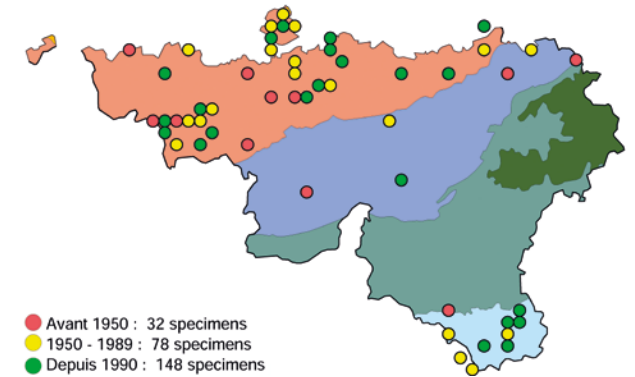 Avant 1950 : 32 specimens
1950 - 1989 : 78 specimens
Depuis 1990 : 148 specimens